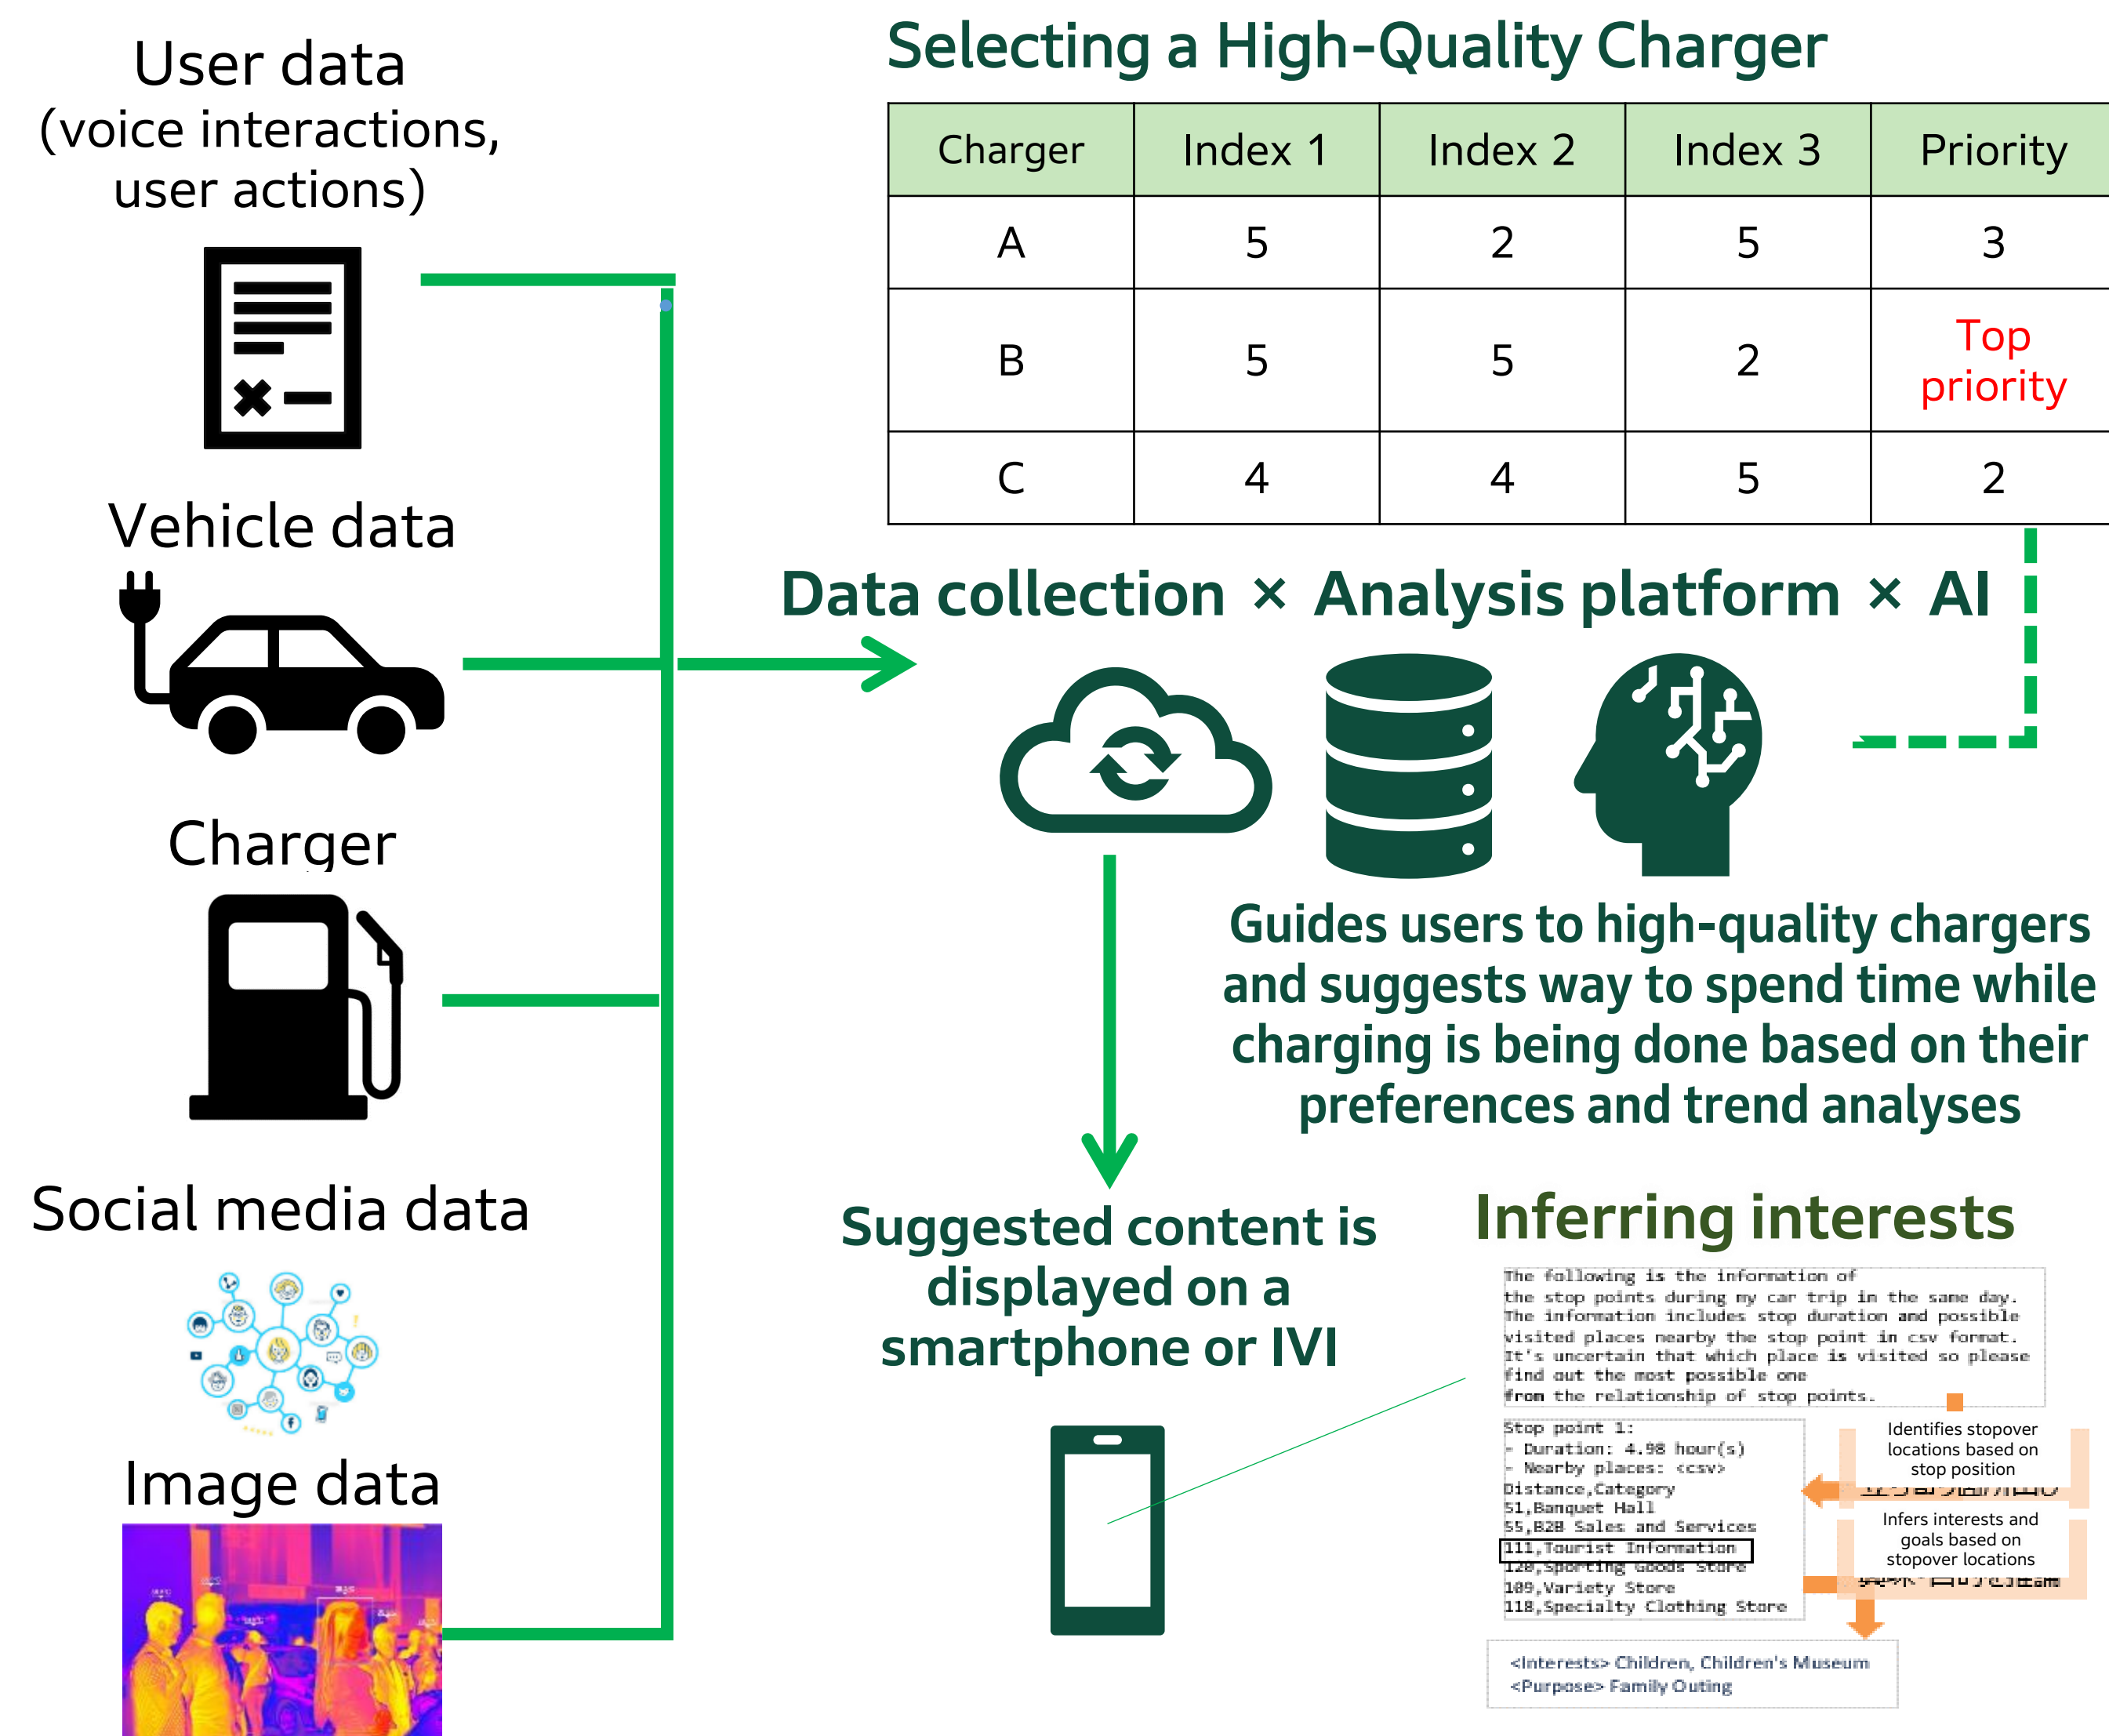 User data
(voice interactions,
user actions)
Vehicle data
Charger
Social media data
Image data
Selecting a High-Quality Charger
Charger Index 1 Index 2 Index 3 Priority
A 5 2 5 3
B 5 5 2 Top
priority
C 4 4 5 2
Data collection × Analysis platform × AI
Guides users to high-quality chargers
and suggests way to spend time while
charging is being done based on their
preferences and trend analyses
Suggested content is
displayed on a
smartphone or IVI
Inferring interests
The following is the information of
the stop points during my car trip in the same day.
The information includes stop duration and possible
visited places nearby the stop point in csv format.
It's uncertain that which place is visited so please
find out the most possible one
from the relationship of stop points.
Stop point 1:
- Duration: 4.98 hour(s)
- Nearby places: <csv>
Distance,Category
51,Banquet Hall
55,B2B Sales and Services
111,Tourist Information
120,Sporting Goods Store
109,Variety Store
118,Specialty Clothing Store
Identifies stopover
locations based on
stop position
Infers interests and
goals based on
stopover locations
<Interests> Children, Children's Museum
<Purpose> Family Outing